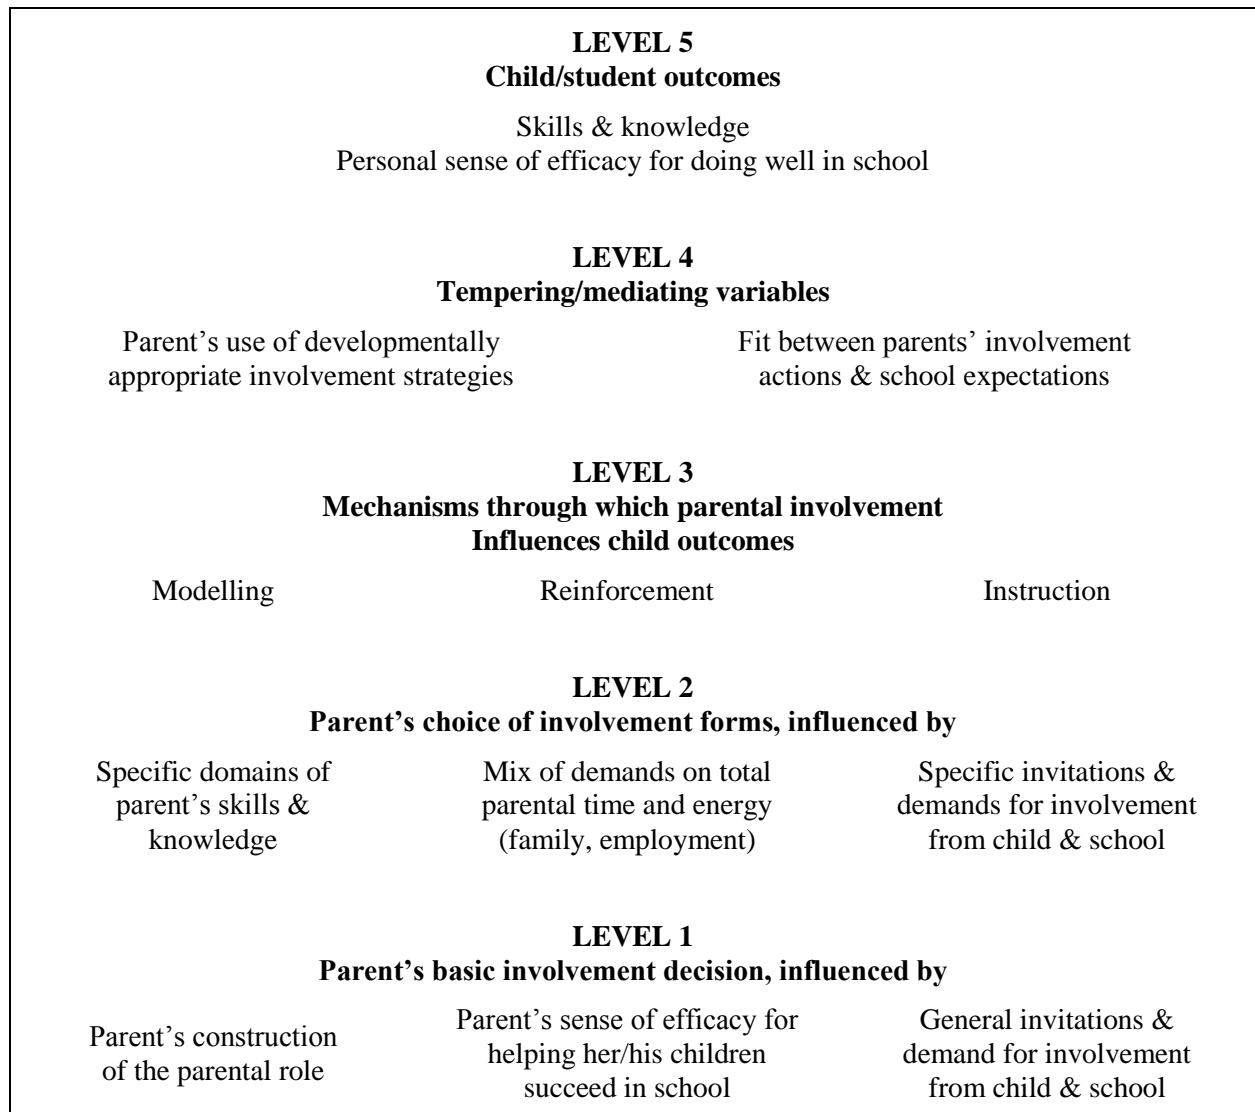 LEVEL 5
Child/student outcomes
Skills & knowledge
Personal sense of efficacy for doing well in school
LEVEL 4
Tempering/mediating variables
Parent’s use of developmentally
appropriate involvement strategies
Fit between parents’ involvement
actions & school expectations
LEVEL 3
Mechanisms through which parental involvement
Influences child outcomes
Modelling
Reinforcement
Instruction
LEVEL 2
Parent’s choice of involvement forms, influenced by
Specific domains of
parent’s skills &
knowledge
Mix of demands on total
parental time and energy
(family, employment)
Specific invitations &
demands for involvement
from child & school
LEVEL 1
Parent’s basic involvement decision, influenced by
Parent’s construction
of the parental role
Parent’s sense of efficacy for
helping her/his children
succeed in school
General invitations &
demand for involvement
from child & school